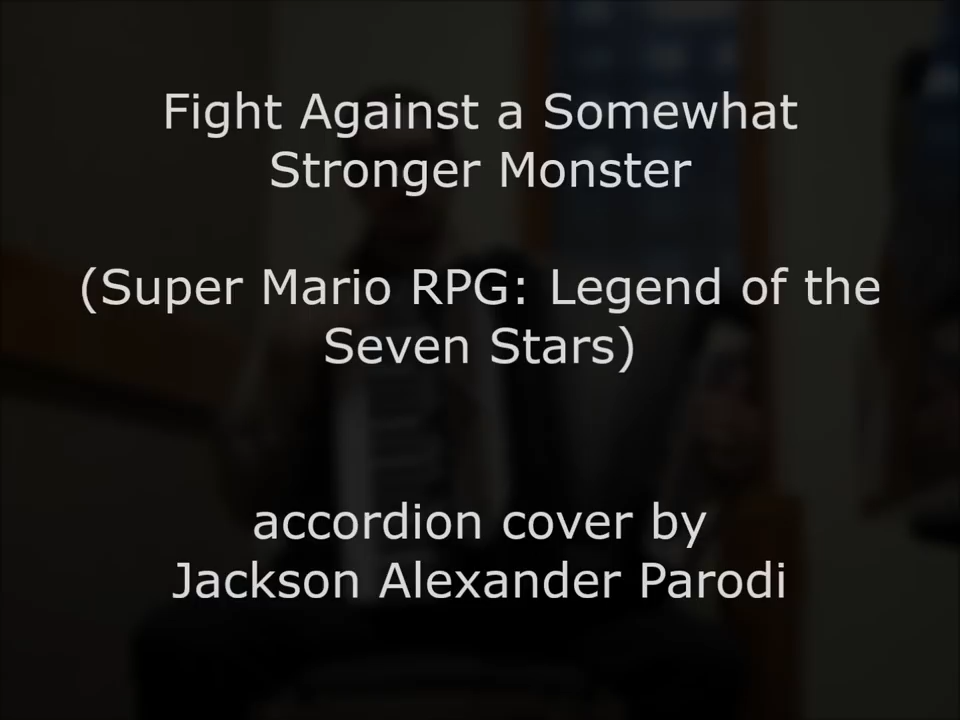 Fight Against a Somewhat
Stronger Monster
(Super Mario RPG: Legend of the
Seven Stars)
accordion cover by
Jackson Alexander Parodi